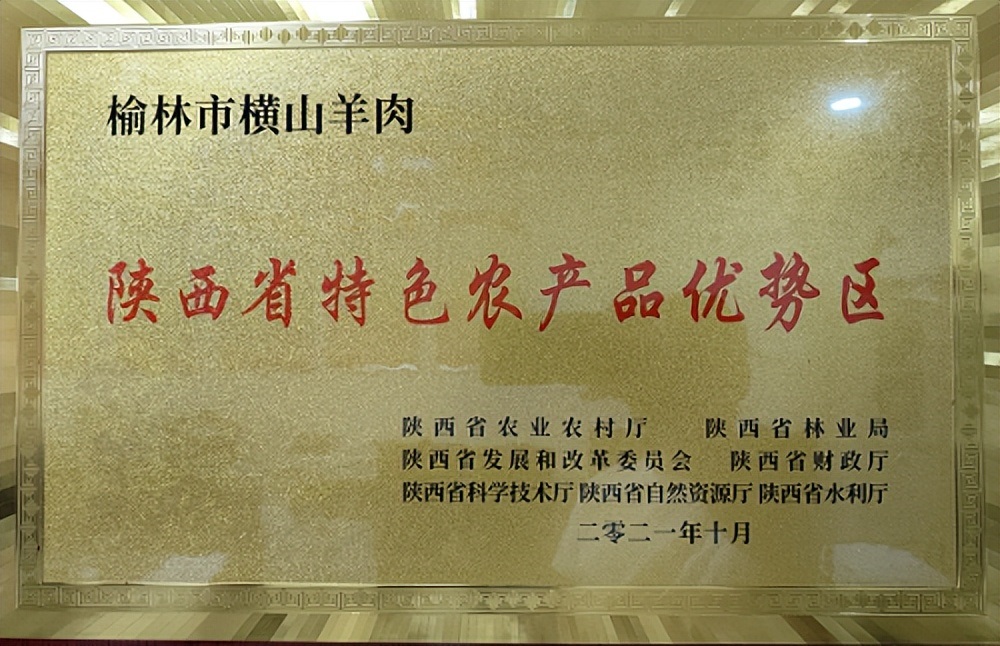 榆林市横山羊肉
陕西省特色农产品优势区
陕西省农业农村厅 陕西省林业局
陕西省发展和改革委员会 陕西省财政厅
陕西省科学技术厅 陕西省自然资源厅 陕西省水利厅
二零二一年十月